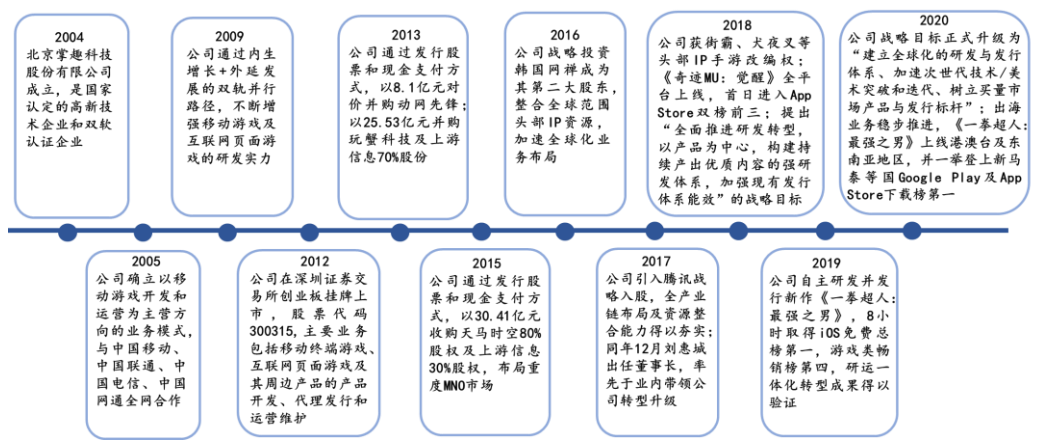 2004
北京掌趣科技
股份有限公司
成立，是国家
认定的高新技
术企业和双软
认证企业
2009
公司通过内生
增长+外延发
展的双轨并行
路径，不断增
强移动游戏及
互联网页面游
戏的研发实力
2013
公司通过发行股
票和现金支付方
式，以8.1亿元对
价并购动网先锋；
以25.53亿元并购
玩蟹科技及上游
信息70%股份
2016
公司战略投资
韩国网禅成为
其第二大股东，
整合全球范围
头部IP资源，
加速全球化业
务布局
2018
公司获街霸、犬夜叉等
头部IP手游改编权；
《奇迹MU：觉醒》全平
台上线，首日进入App
Store双榜前三；提出
“全面推进研发转型，
以产品为中心，构建持
续产出优质内容的强研
发体系，加强现有发行
体系能效”的战略目标
2020
公司战略目标正式升级为
“建立全球化的研发与发行
体系、加速次世代技术/美
术突破和迭代、树立买量市
场产品与发行标杆”；出海
业务稳步推进，《一拳超人：
最强之男》上线港澳台及东
南亚地区，并一举登上新马
泰等国Google Play及App
Store下载榜第一
2005
公司确立以移
动游戏开发和
运营为主营方
向的业务模式，
与中国移动、
中国联通、中
国电信、中国
网通全网合作
2012
公司在深圳证券交
易所创业板挂牌上
市，股票代码
300315，主要业务
包括移动终端游戏、
互联网页面游戏及
其周边产品的产品
开发、代理发行和
运营维护
2015
公司通过发行股
票和现金支付方
式，以30.41亿元
收购天马时空80%
股权及上游信息
30%股权，布局重
度MNO市场
2017
公司引入腾讯战
略入股，全产业
链布局及资源整
合能力得以夯实；
同年12月刘惠城
出任董事长，率
先于业内带领公
司转型升级
2019
公司自主研发并发
行新作《一拳超人：
最强之男》，8小
时取得iOS免费总
榜第一，游戏类畅
销榜第四，研运一
体化转型成果得以
验证